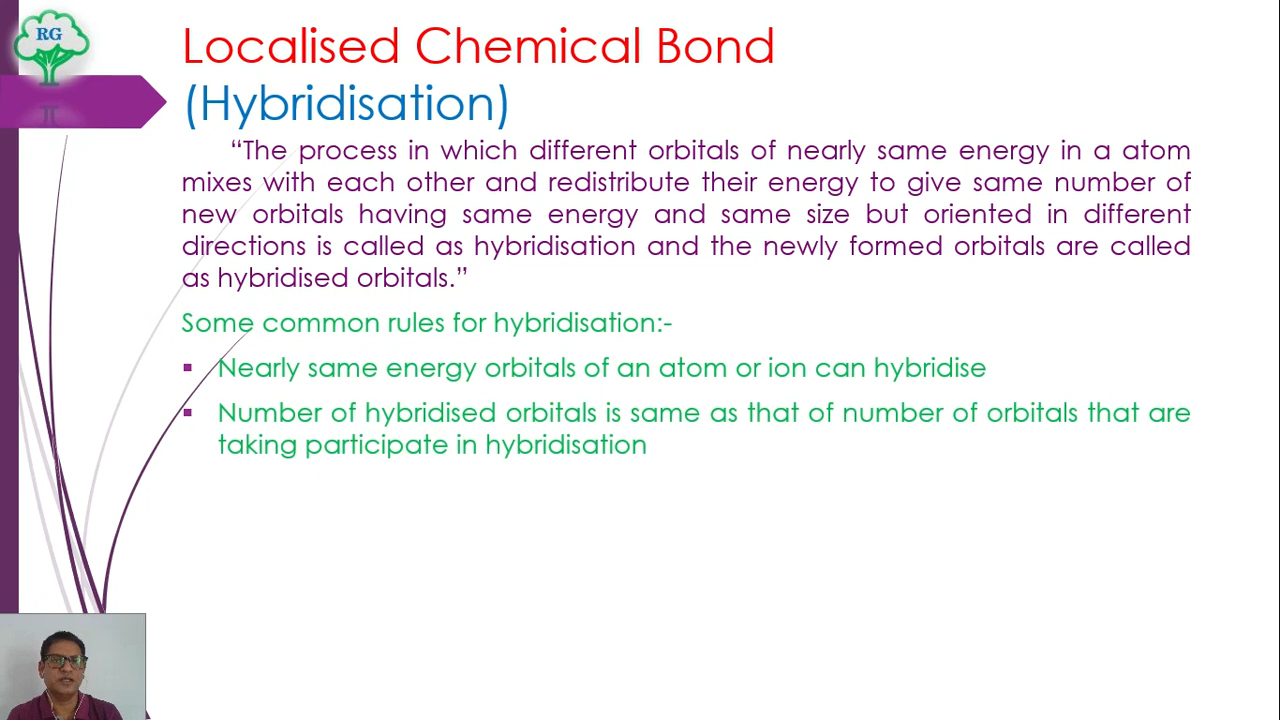 RG
Localised Chemical Bond
(Hybridisation)
“The process in which different orbitals of nearly same energy in a atom
mixes with each other and redistribute their energy to give same number of
new orbitals having same energy and same size but oriented in different
directions is called as hybridisation and the newly formed orbitals are called
as hybridised orbitals.”
Some common rules for hybridisation:-
▪ Nearly same energy orbitals of an atom or ion can hybridise
▪ Number of hybridised orbitals is same as that of number of orbitals that are
taking participate in hybridisation